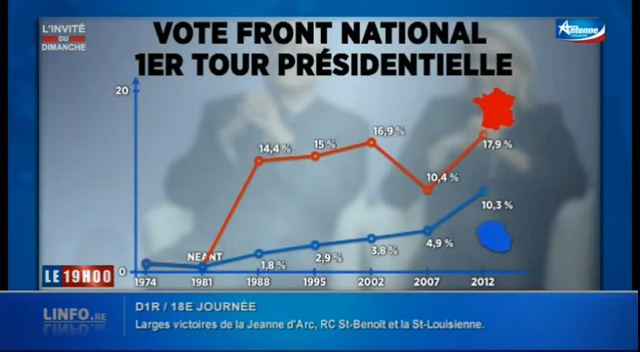 L'INVITÉ
DU
DIMANCHE
VOTE FRONT NATIONAL
1ER TOUR PRÉSIDENTIELLE
Antenne
20
14,4 %
15 %
16,9 %
10,4 %
17,9 %
NEANT
1,8 %
2,9 %
3,8 %
4,9 %
10,3 %
0
1974 1981 1988 1995 2002 2007 2012
LE 19H00
LINFO.RE
D1R / 18E JOURNÉE
Larges victoires de la Jeanne d'Arc, RC St-Benoît et la St-Louisienne.